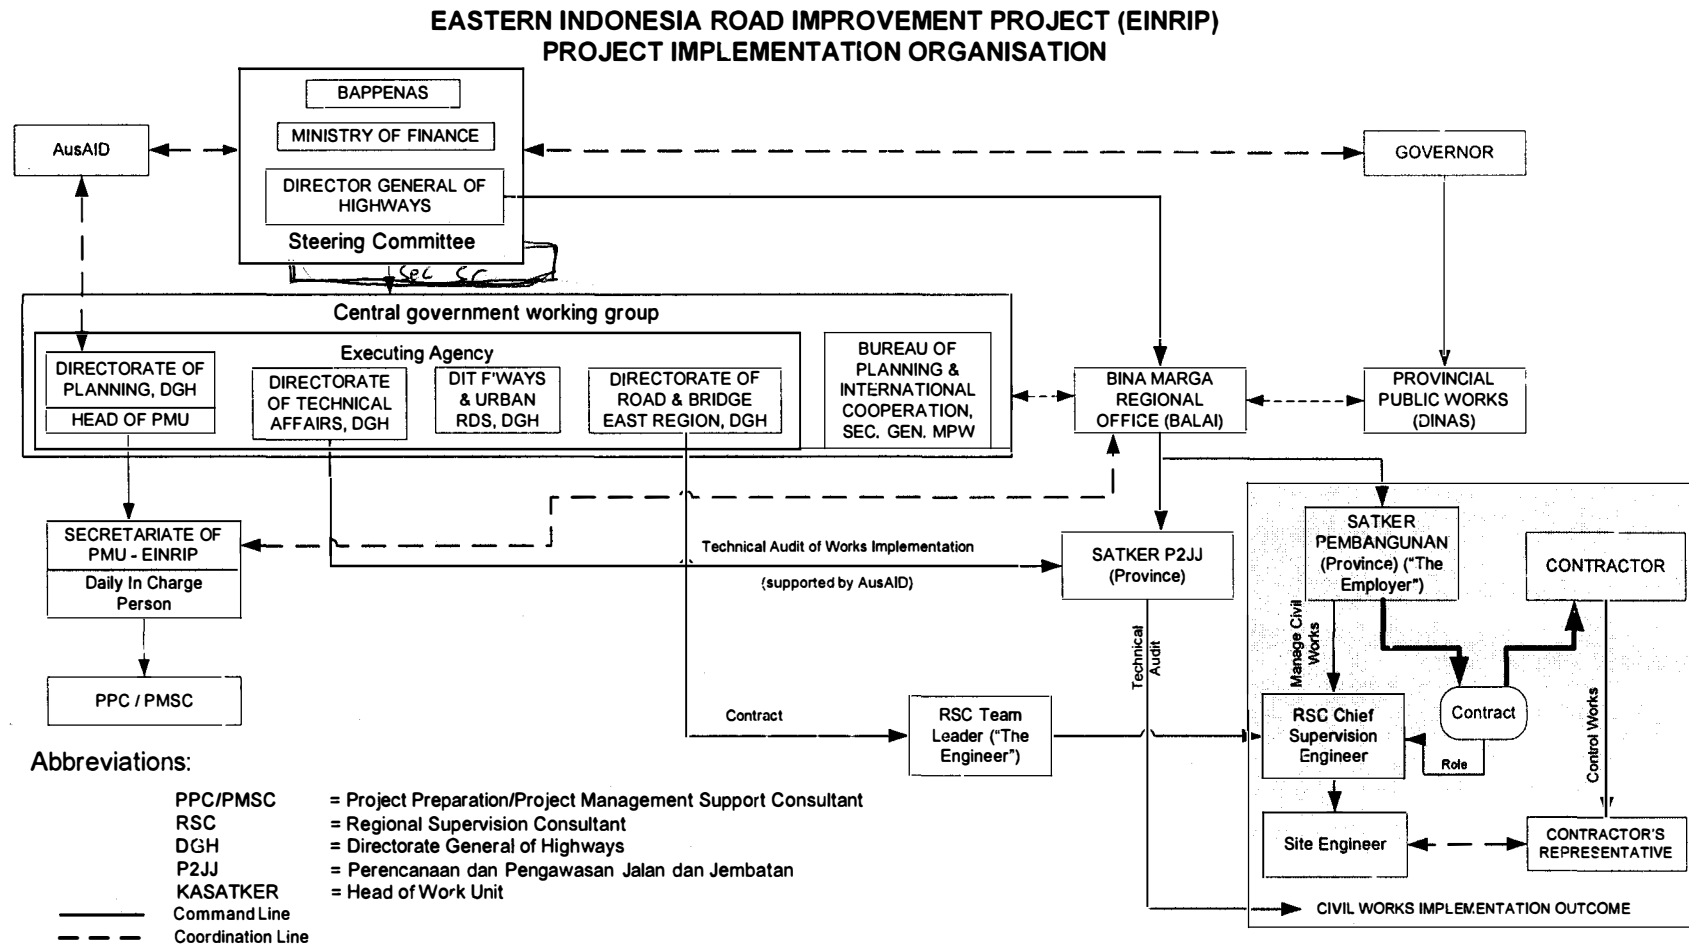 EASTERN INDONESIA ROAD IMPROVEMENT PROJECT (EINRIP)
PROJECT IMPLEMENTATION ORGANISATION
BAPPENAS
MINISTRY OF FINANCE
DIRECTOR GENERAL OF
HIGHWAYS
Steering Committee
Sec SC
AusAID
GOVERNOR
Central government working group
Executing Agency
DIRECTORATE OF
PLANNING, DGH
HEAD OF PMU
DIRECTORATE
OF TECHNICAL
AFFAIRS, DGH
DIT F'WAYS
& URBAN
RDS, DGH
DIRECTORATE OF
ROAD & BRIDGE
EAST REGION, DGH
BUREAU OF
PLANNING &
INTERNATIONAL
COOPERATION,
SEC. GEN. MPW
BINA MARGA
REGIONAL
OFFICE (BALAI)
PROVINCIAL
PUBLIC WORKS
(DINAS)
SECRETARIATE OF
PMU - EINRIP
Daily In Charge
Person
PPC / PMSC
Technical Audit of Works Implementation
(supported by AusAID)
SATKER P2JJ
(Province)
SATKER
PEMBANGUNAN
(Province) ("The
Employer")
CONTRACTOR
Manage Civil
Works
Technical
Audit
Contract
RSC Team
Leader ("The
Engineer")
RSC Chief
Supervision
Engineer
Contract
Role
Control Works
Site Engineer
CONTRACTOR'S
REPRESENTATIVE
CIVIL WORKS IMPLEMENTATION OUTCOME
Abbreviations:
PPC/PMSC = Project Preparation/Project Management Support Consultant
RSC = Regional Supervision Consultant
DGH = Directorate General of Highways
P2JJ = Perencanaan dan Pengawasan Jalan dan Jembatan
KASATKER = Head of Work Unit
Command Line
Coordination Line